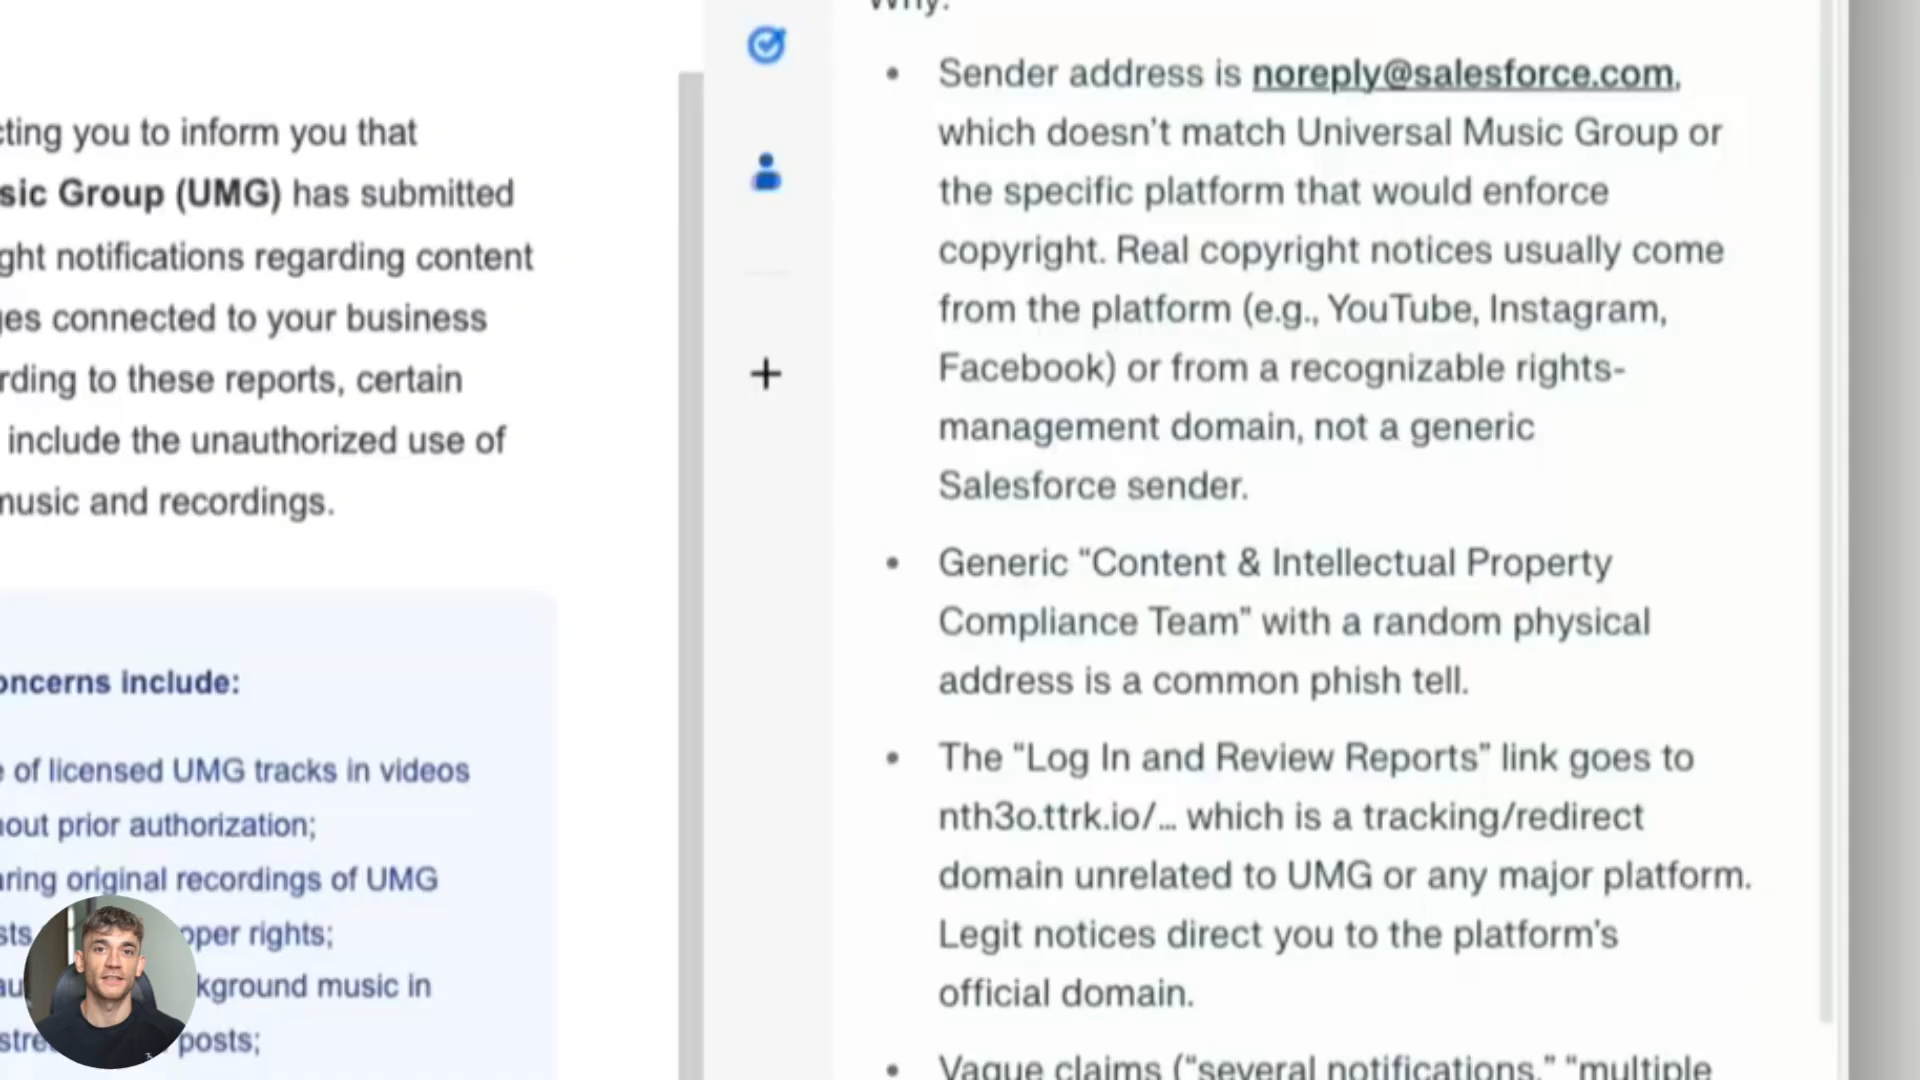 cting you to inform you that
sic Group (UMG) has submitted
ght notifications regarding content
ges connected to your business
rding to these reports, certain
include the unauthorized use of
music and recordings.
oncerns include:
e of licensed UMG tracks in videos
hout prior authorization;
aring original recordings of UMG
sts
oper rights;
au
kground music in
stre
posts;
Why:
• Sender address is noreply@salesforce.com,
which doesn't match Universal Music Group or
the specific platform that would enforce
copyright. Real copyright notices usually come
from the platform (e.g., YouTube, Instagram,
Facebook) or from a recognizable rights-
management domain, not a generic
Salesforce sender.
• Generic “Content & Intellectual Property
Compliance Team” with a random physical
address is a common phish tell.
• The “Log In and Review Reports” link goes to
nth3o.ttrk.io/… which is a tracking/redirect
domain unrelated to UMG or any major platform.
Legit notices direct you to the platform’s
official domain.
• Vague claims (“several notifications,” “multiple